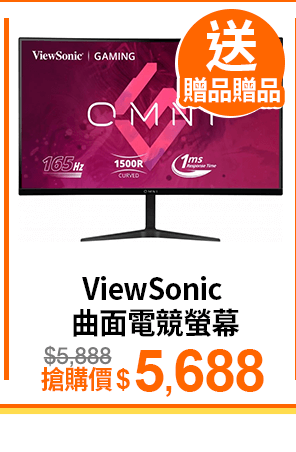 送
贈品贈品
ViewSonic | GAMING
OMNI
165Hz
1500R
CURVED
1ms
Response Time
OMNI
ViewSonic
曲面電競螢幕
$5,888
搶購價$5,688